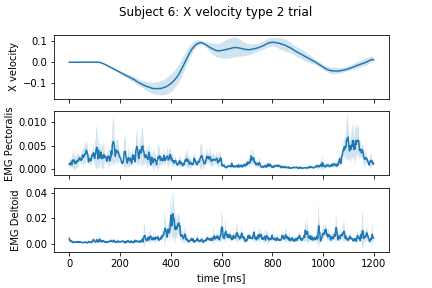 Subject 6: X velocity type 2 trial
X velocity
0.1
0.0
−0.1
EMG Pectoralis
0.010
0.005
0.000
EMG Deltoid
0.04
0.02
0.00
0 200 400 600 800 1000 1200
time [ms]